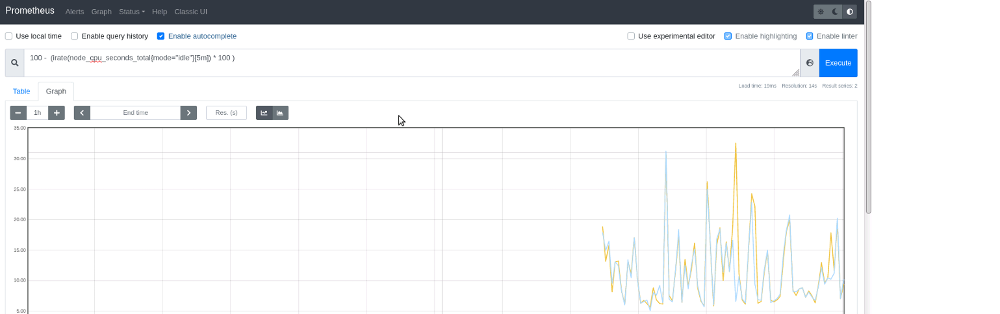 Prometheus Alerts Graph Status Help Classic UI
Use local time Enable query history Enable autocomplete Use experimental editor Enable highlighting Enable linter
100 - (irate(node_cpu_seconds_total{mode="idle"}[5m]) * 100 )
Execute
Table Graph
Load time: 19ms Resolution: 14s Result series: 2
1h End time Res. (s)
35.00
30.00
25.00
20.00
15.00
10.00
5.00